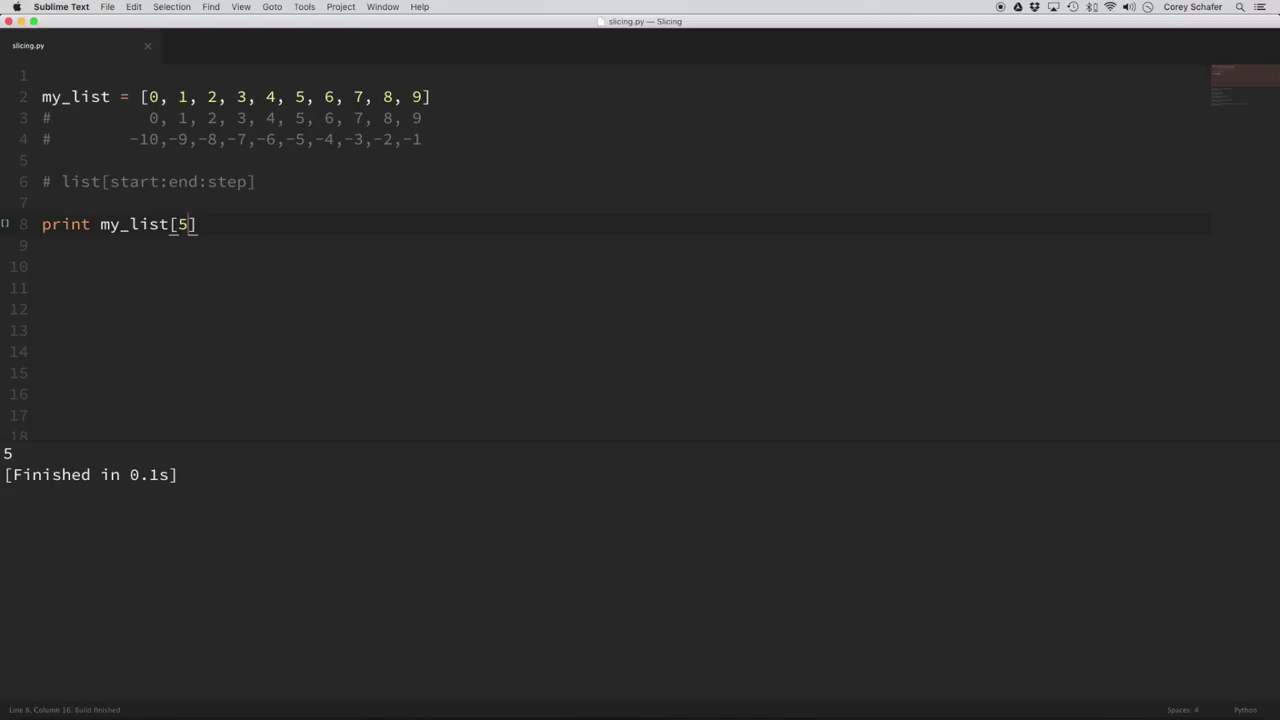 Sublime Text File Edit Selection Find View Goto Tools Project Window Help Corey Schafer
slicing.py — Slicing
slicing.py
1
2 my_list = [0, 1, 2, 3, 4, 5, 6, 7, 8, 9]
3 # 0, 1, 2, 3, 4, 5, 6, 7, 8, 9
4 # -10,-9,-8,-7,-6,-5,-4,-3,-2,-1
5
6 # list[start:end:step]
7
8 print my_list[5]
9
10
11
12
13
14
15
16
17
18
5
[Finished in 0.1s]
Line 8, Column 16; Build finished Spaces: 4 Python